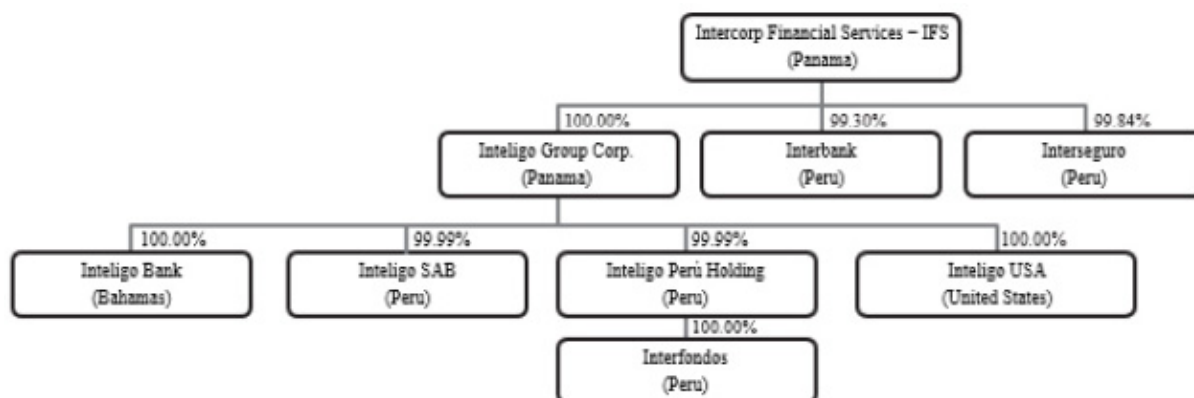 Intercorp Financial Services – IFS
(Panama)
100.00%
99.30%
99.84%
Inteligo Group Corp.
(Panama)
Interbank
(Peru)
Interseguro
(Peru)
100.00%
99.99%
99.99%
100.00%
Inteligo Bank
(Bahamas)
Inteligo SAB
(Peru)
Inteligo Perú Holding
(Peru)
Inteligo USA
(United States)
100.00%
Interfondos
(Peru)